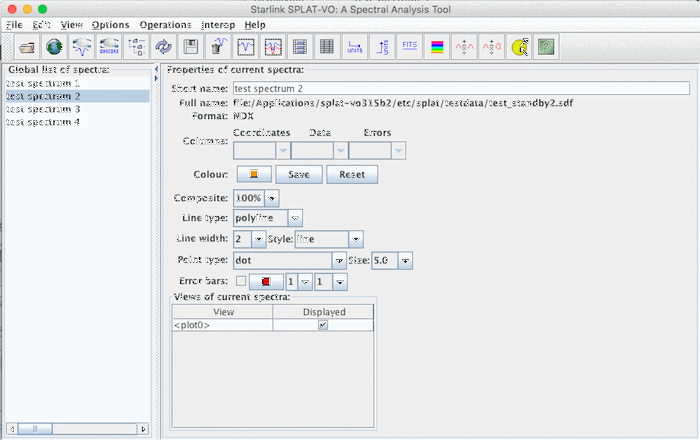 Starlink SPLAT-VO: A Spectral Analysis Tool
File Edit View Options Operations Interop Help
OBSCORE UNITS FITS
Global list of spectra:
test spectrum 1
test spectrum 2
test spectrum 3
test spectrum 4
Properties of current spectra:
Short name: test spectrum 2
Full name: file:/Applications/splat-vo315b2/etc/splat/testdata/test_standby2.sdf
Format: NDX
Coordinates Data Errors
Columns:
Colour: Save Reset
Composite: 100%
Line type: polyline
Line width: 2 Style: line
Point type: dot Size: 5.0
Error bars: 1 1
Views of current spectra:
View Displayed
<plot0>